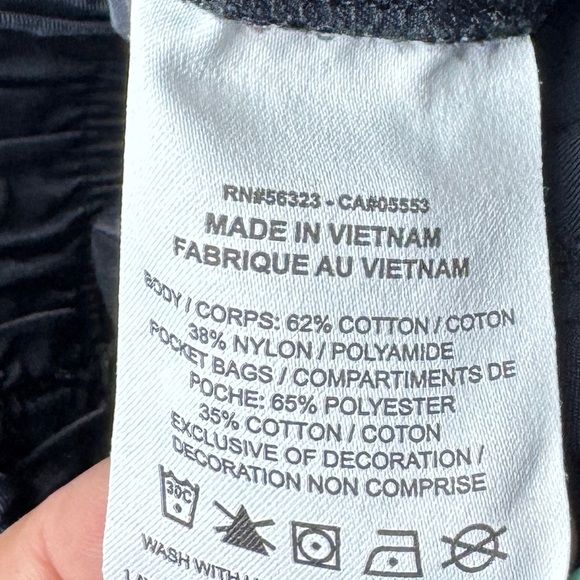 RN#56323 - CA#05553
MADE IN VIETNAM
FABRIQUE AU VIETNAM
BODY / CORPS: 62% COTTON / COTON
38% NYLON / POLYAMIDE
POCKET BAGS / COMPARTIMENTS DE
POCHE: 65% POLYESTER
35% COTTON / COTON
EXCLUSIVE OF DECORATION /
DECORATION NON COMPRISE
30C
WASH WITH